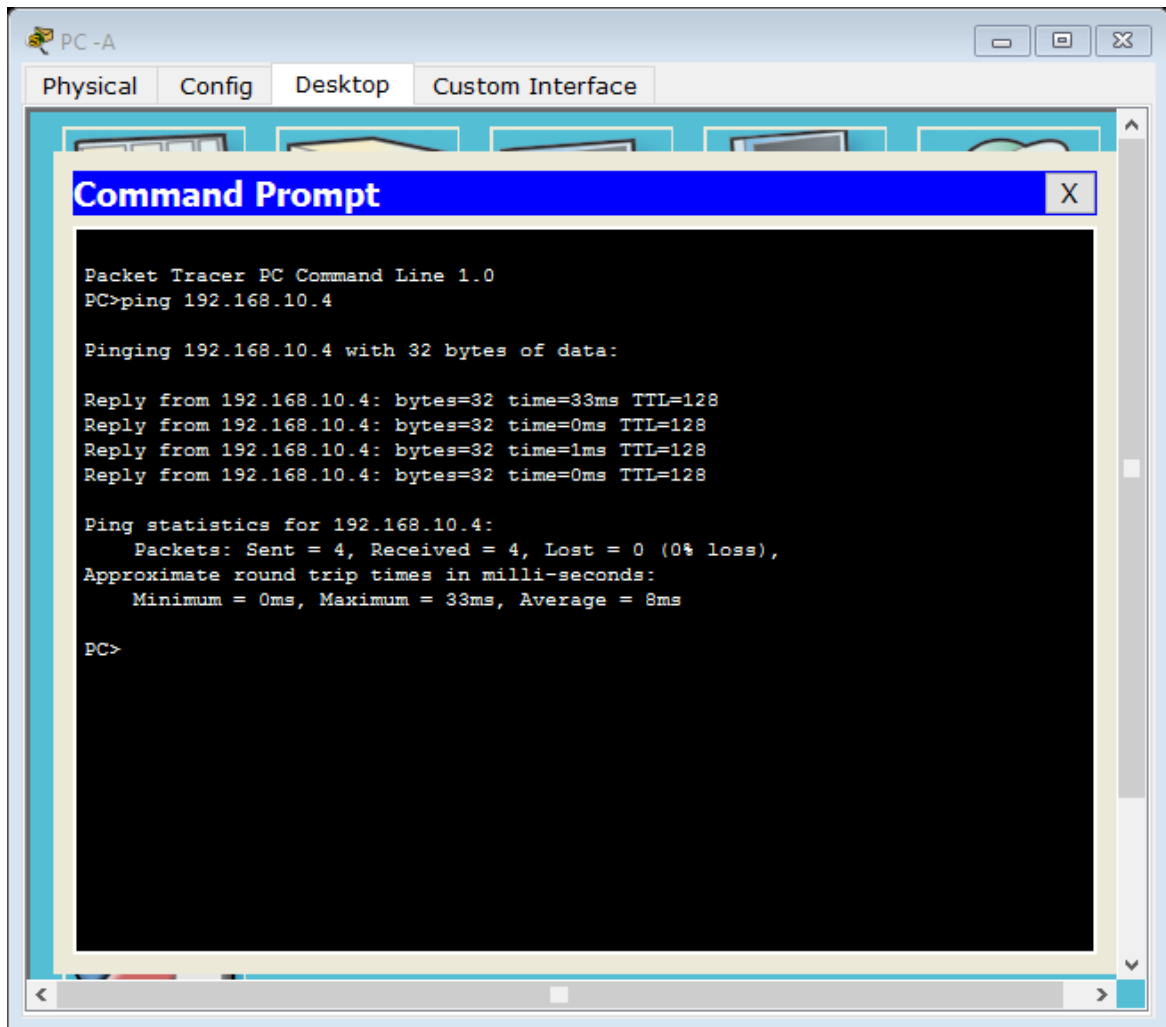 PC -A
Physical Config Desktop Custom Interface
Command Prompt X
Packet Tracer PC Command Line 1.0
PC>ping 192.168.10.4
Pinging 192.168.10.4 with 32 bytes of data:
Reply from 192.168.10.4: bytes=32 time=33ms TTL=128
Reply from 192.168.10.4: bytes=32 time=0ms TTL=128
Reply from 192.168.10.4: bytes=32 time=1ms TTL=128
Reply from 192.168.10.4: bytes=32 time=0ms TTL=128
Ping statistics for 192.168.10.4:
Packets: Sent = 4, Received = 4, Lost = 0 (0% loss),
Approximate round trip times in milli-seconds:
Minimum = 0ms, Maximum = 33ms, Average = 8ms
PC>